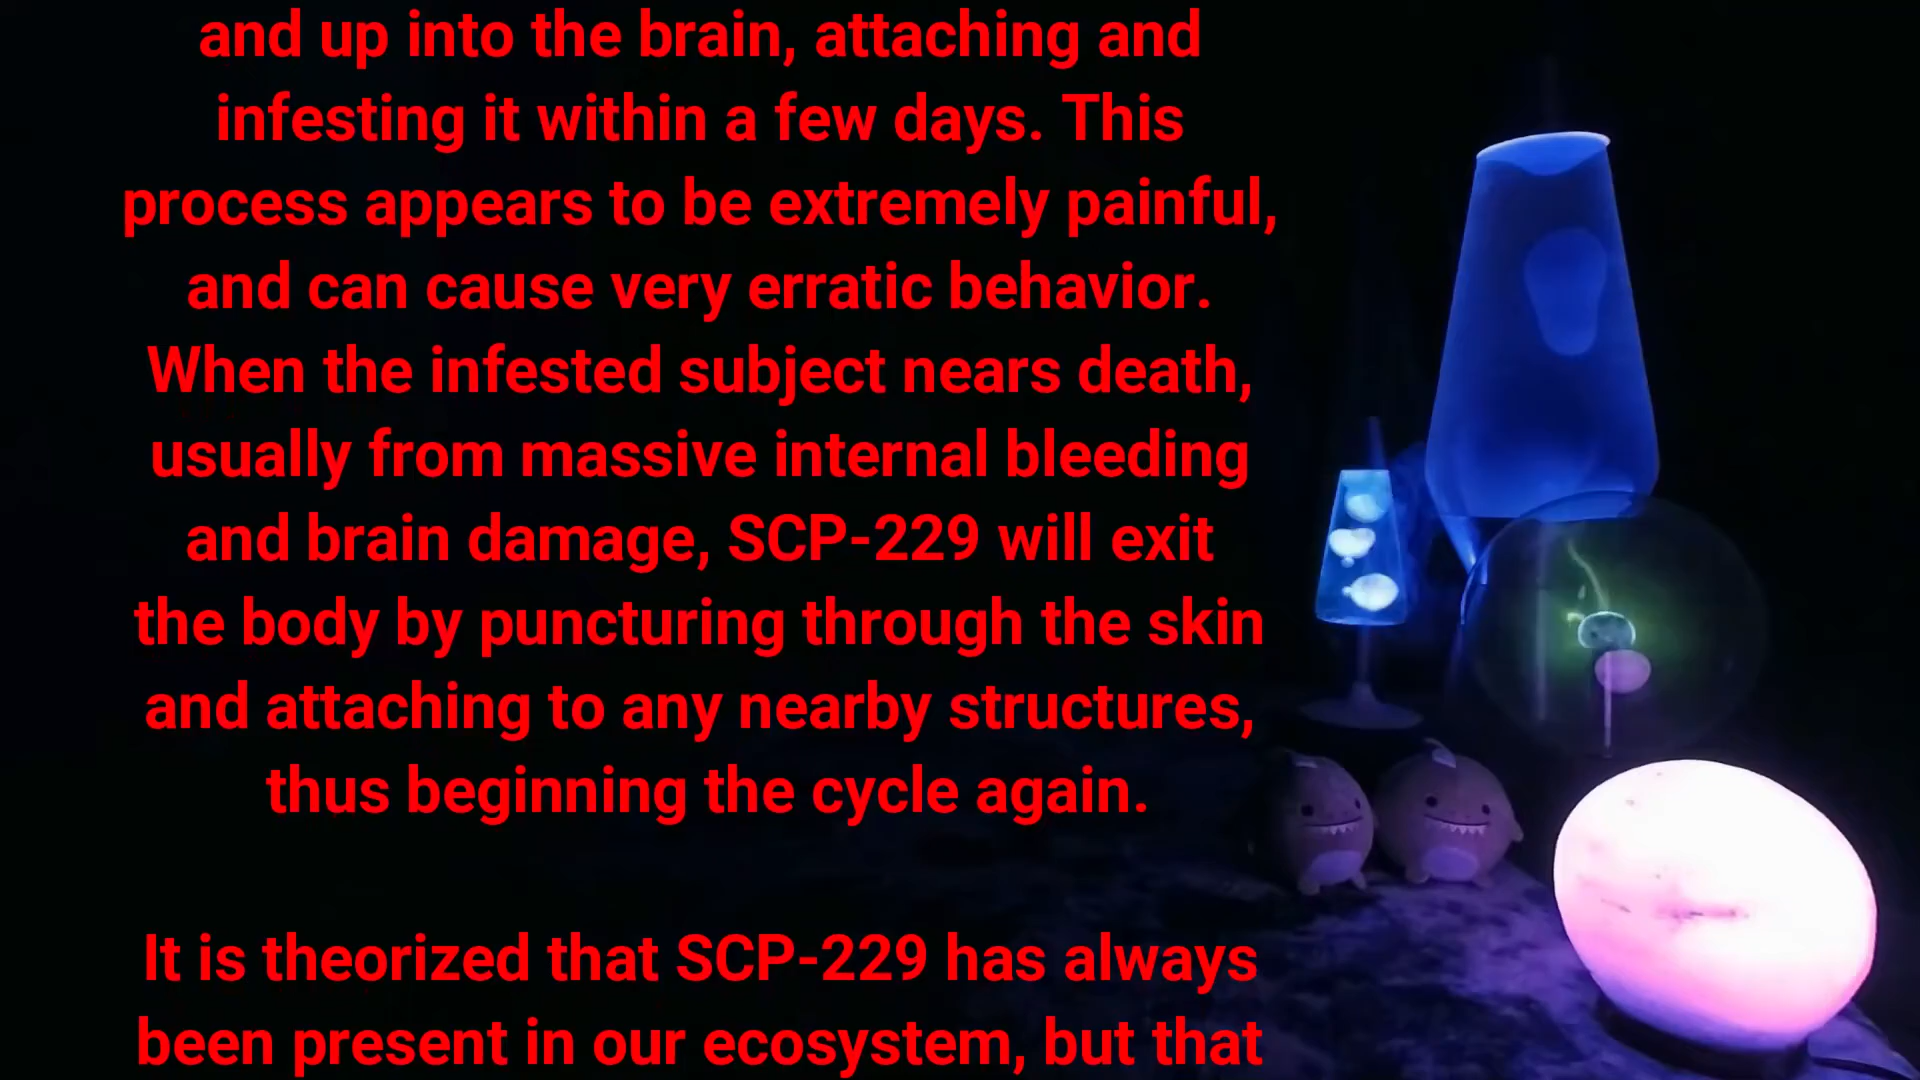 and up into the brain, attaching and
infesting it within a few days. This
process appears to be extremely painful,
and can cause very erratic behavior.
When the infested subject nears death,
usually from massive internal bleeding
and brain damage, SCP-229 will exit
the body by puncturing through the skin
and attaching to any nearby structures,
thus beginning the cycle again.
It is theorized that SCP-229 has always
been present in our ecosystem, but that